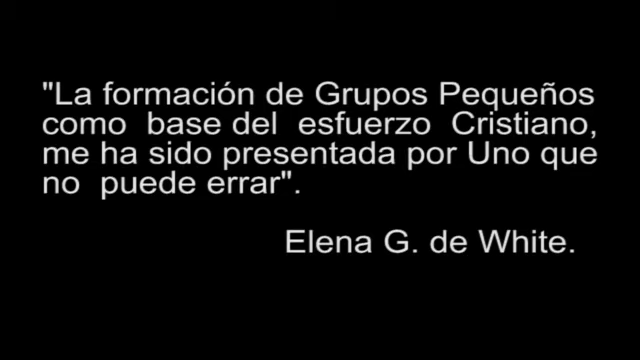 "La formación de Grupos Pequeños
como base del esfuerzo Cristiano,
me ha sido presentada por Uno que
no puede errar".
Elena G. de White.